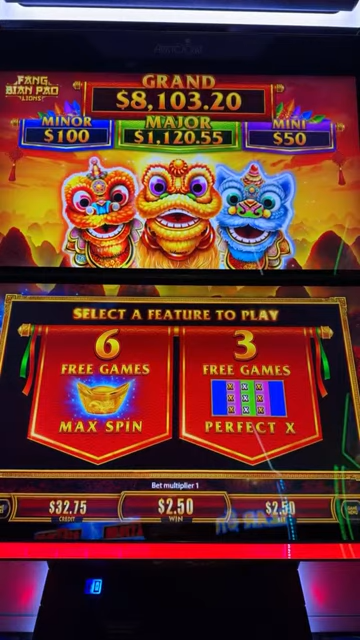 FANG
BIAN PAO
LIONS
GRAND
$8,103.20
MINOR
$100
MAJOR
$1,120.55
MINI
$50
SELECT A FEATURE TO PLAY
6
FREE GAMES
MAX SPIN
3
FREE GAMES
X X X
X X X
X X X
PERFECT X
Bet multiplier 1
$32.75
CREDIT
$2.50
WIN
$2.50